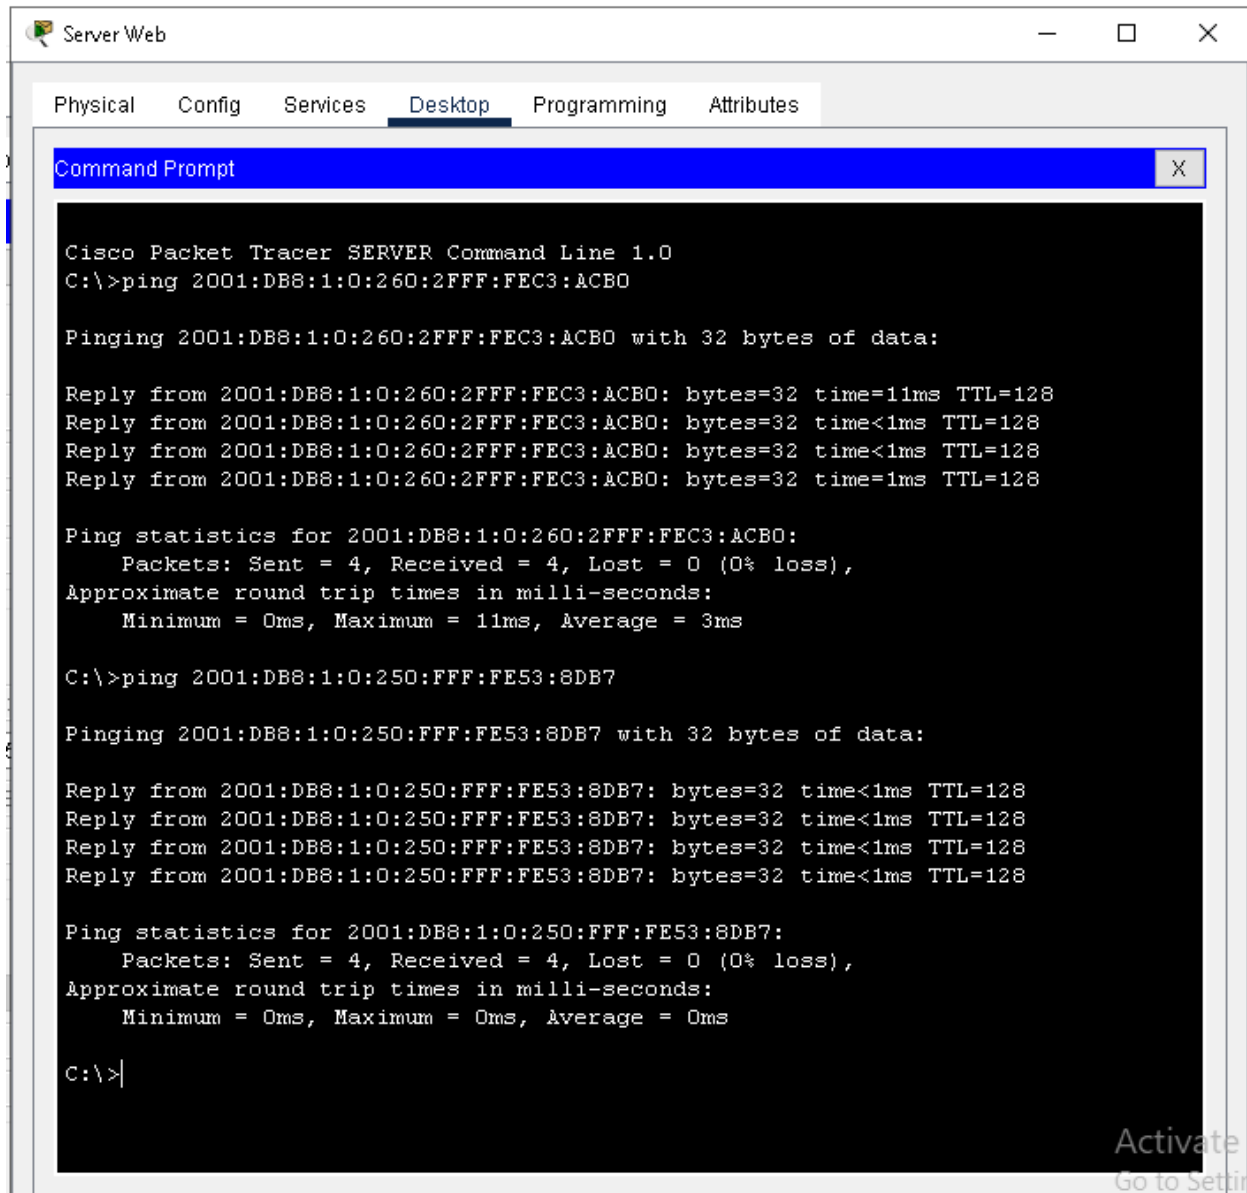 Server Web
Physical Config Services Desktop Programming Attributes
Command Prompt X
Cisco Packet Tracer SERVER Command Line 1.0
C:\>ping 2001:DB8:1:0:260:2FFF:FEC3:ACB0
Pinging 2001:DB8:1:0:260:2FFF:FEC3:ACB0 with 32 bytes of data:
Reply from 2001:DB8:1:0:260:2FFF:FEC3:ACB0: bytes=32 time=11ms TTL=128
Reply from 2001:DB8:1:0:260:2FFF:FEC3:ACB0: bytes=32 time<1ms TTL=128
Reply from 2001:DB8:1:0:260:2FFF:FEC3:ACB0: bytes=32 time<1ms TTL=128
Reply from 2001:DB8:1:0:260:2FFF:FEC3:ACB0: bytes=32 time=1ms TTL=128
Ping statistics for 2001:DB8:1:0:260:2FFF:FEC3:ACB0:
Packets: Sent = 4, Received = 4, Lost = 0 (0% loss),
Approximate round trip times in milli-seconds:
Minimum = 0ms, Maximum = 11ms, Average = 3ms
C:\>ping 2001:DB8:1:0:250:FFF:FE53:8DB7
Pinging 2001:DB8:1:0:250:FFF:FE53:8DB7 with 32 bytes of data:
Reply from 2001:DB8:1:0:250:FFF:FE53:8DB7: bytes=32 time<1ms TTL=128
Reply from 2001:DB8:1:0:250:FFF:FE53:8DB7: bytes=32 time<1ms TTL=128
Reply from 2001:DB8:1:0:250:FFF:FE53:8DB7: bytes=32 time<1ms TTL=128
Reply from 2001:DB8:1:0:250:FFF:FE53:8DB7: bytes=32 time<1ms TTL=128
Ping statistics for 2001:DB8:1:0:250:FFF:FE53:8DB7:
Packets: Sent = 4, Received = 4, Lost = 0 (0% loss),
Approximate round trip times in milli-seconds:
Minimum = 0ms, Maximum = 0ms, Average = 0ms
C:\>
Activate
Go to